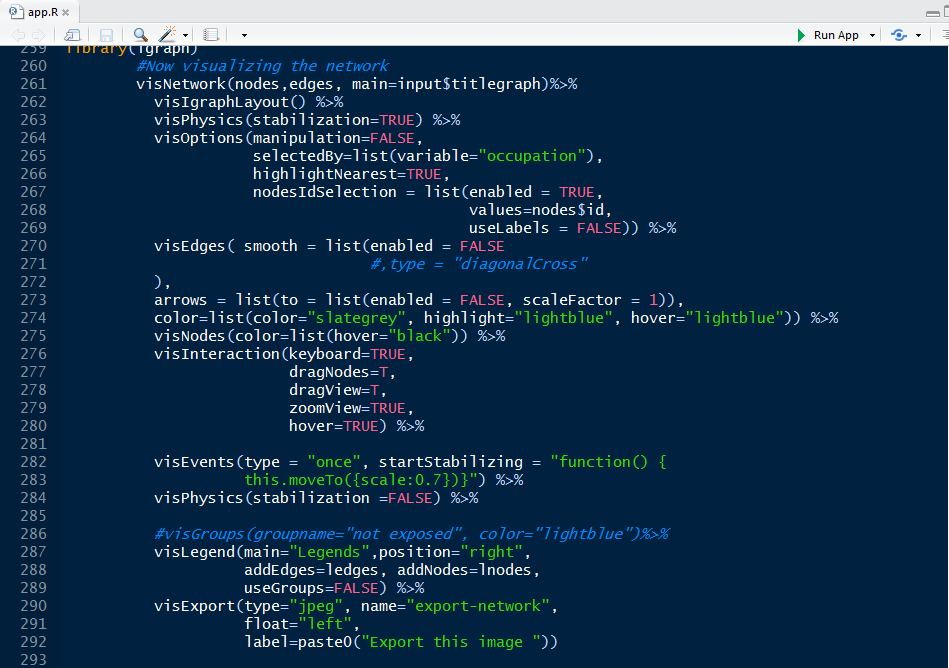 app.R
Run App
259 library(igraph)
260 #Now visualizing the network
261 visNetwork(nodes,edges, main=input$titlegraph)%>%
262 visIgraphLayout() %>%
263 visPhysics(stabilization=TRUE) %>%
264 visOptions(manipulation=FALSE,
265 selectedBy=list(variable="occupation"),
266 highlightNearest=TRUE,
267 nodesIdSelection = list(enabled = TRUE,
268 values=nodes$id,
269 useLabels = FALSE)) %>%
270 visEdges( smooth = list(enabled = FALSE
271 #,type = "diagonalCross"
272 ),
273 arrows = list(to = list(enabled = FALSE, scaleFactor = 1)),
274 color=list(color="slategrey", highlight="lightblue", hover="lightblue")) %>%
275 visNodes(color=list(hover="black")) %>%
276 visInteraction(keyboard=TRUE,
277 dragNodes=T,
278 dragView=T,
279 zoomView=TRUE,
280 hover=TRUE) %>%
281
282 visEvents(type = "once", startStabilizing = "function() {
283 this.moveTo({scale:0.7})}") %>%
284 visPhysics(stabilization =FALSE) %>%
285
286 #visGroups(groupname="not exposed", color="lightblue")%>%
287 visLegend(main="Legends",position="right",
288 addEdges=ledges, addNodes=lnodes,
289 useGroups=FALSE) %>%
290 visExport(type="jpeg", name="export-network",
291 float="left",
292 label=paste0("Export this image "))
293